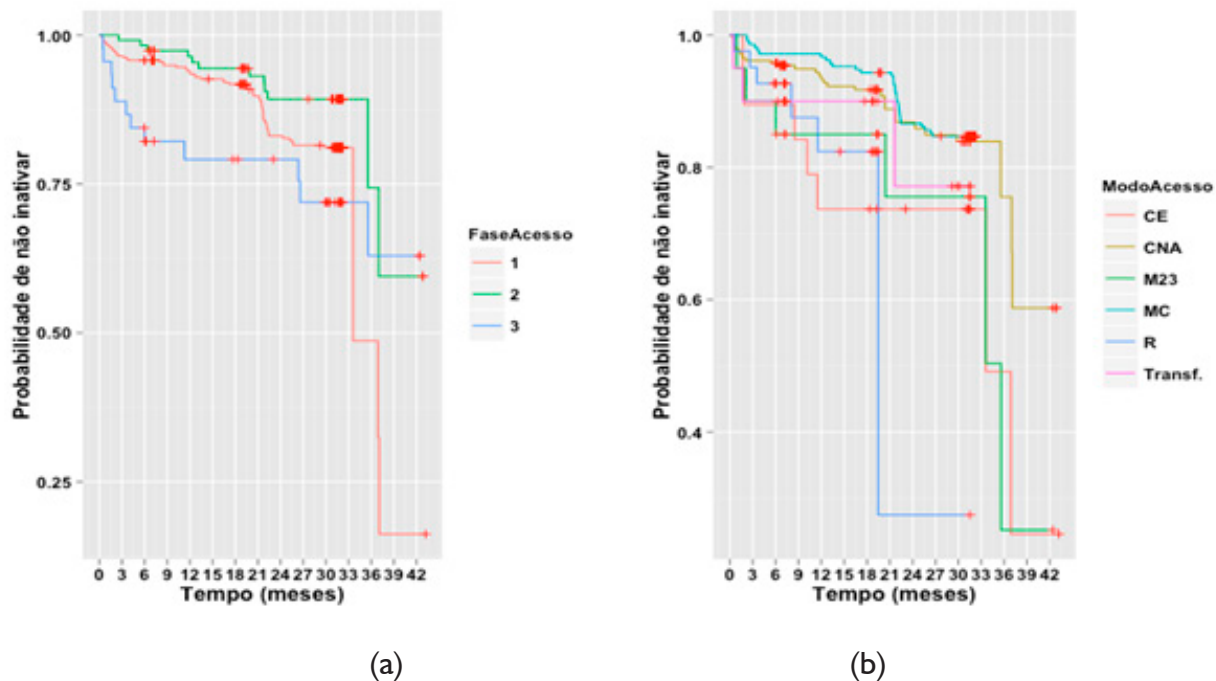 Probabilidade de não inativar
1.00
0.75
0.50
0.25
0 3 6 9 12 15 18 21 24 27 30 33 36 39 42
Tempo (meses)
FaseAcesso
1
2
3
(a)
Probabilidade de não inativar
1.0
0.8
0.6
0.4
0 3 6 9 12 15 18 21 24 27 30 33 36 39 42
Tempo (meses)
ModoAcesso
CE
CNA
M23
MC
R
Transf.
(b)